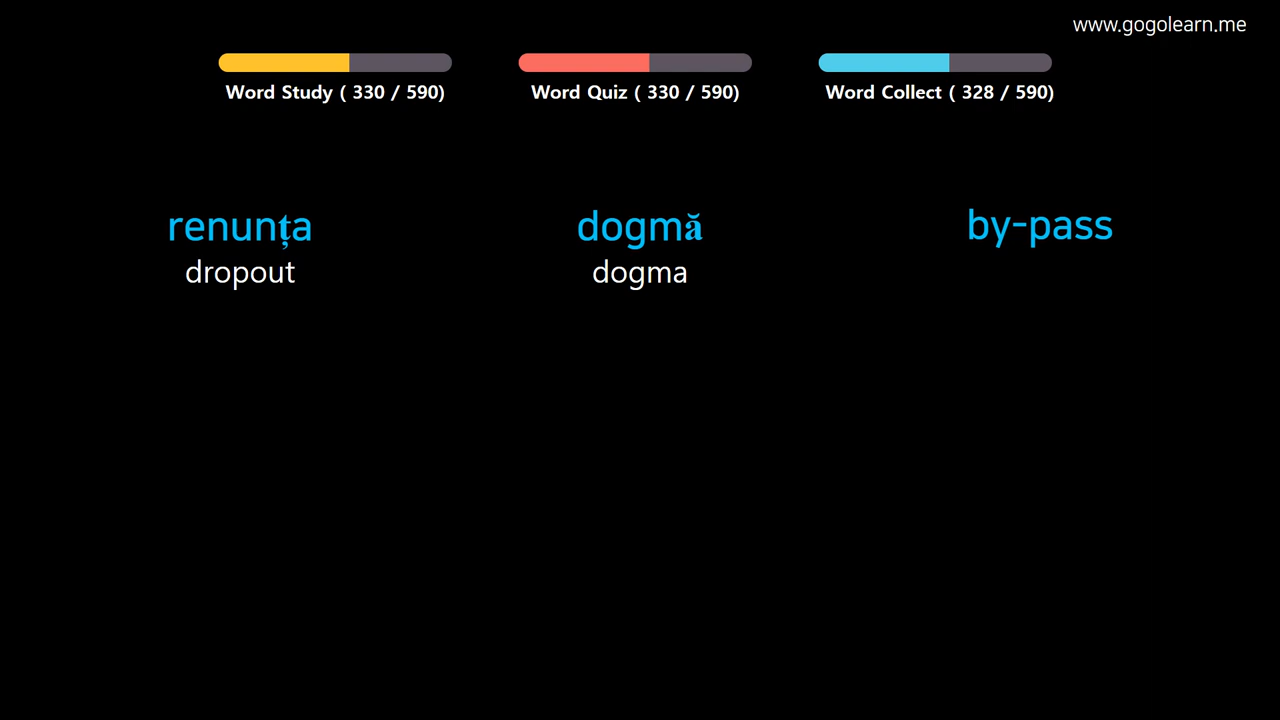 www.gogolearn.me
Word Study ( 330 / 590)
Word Quiz ( 330 / 590)
Word Collect ( 328 / 590)
renunța
dropout
dogmă
dogma
by-pass